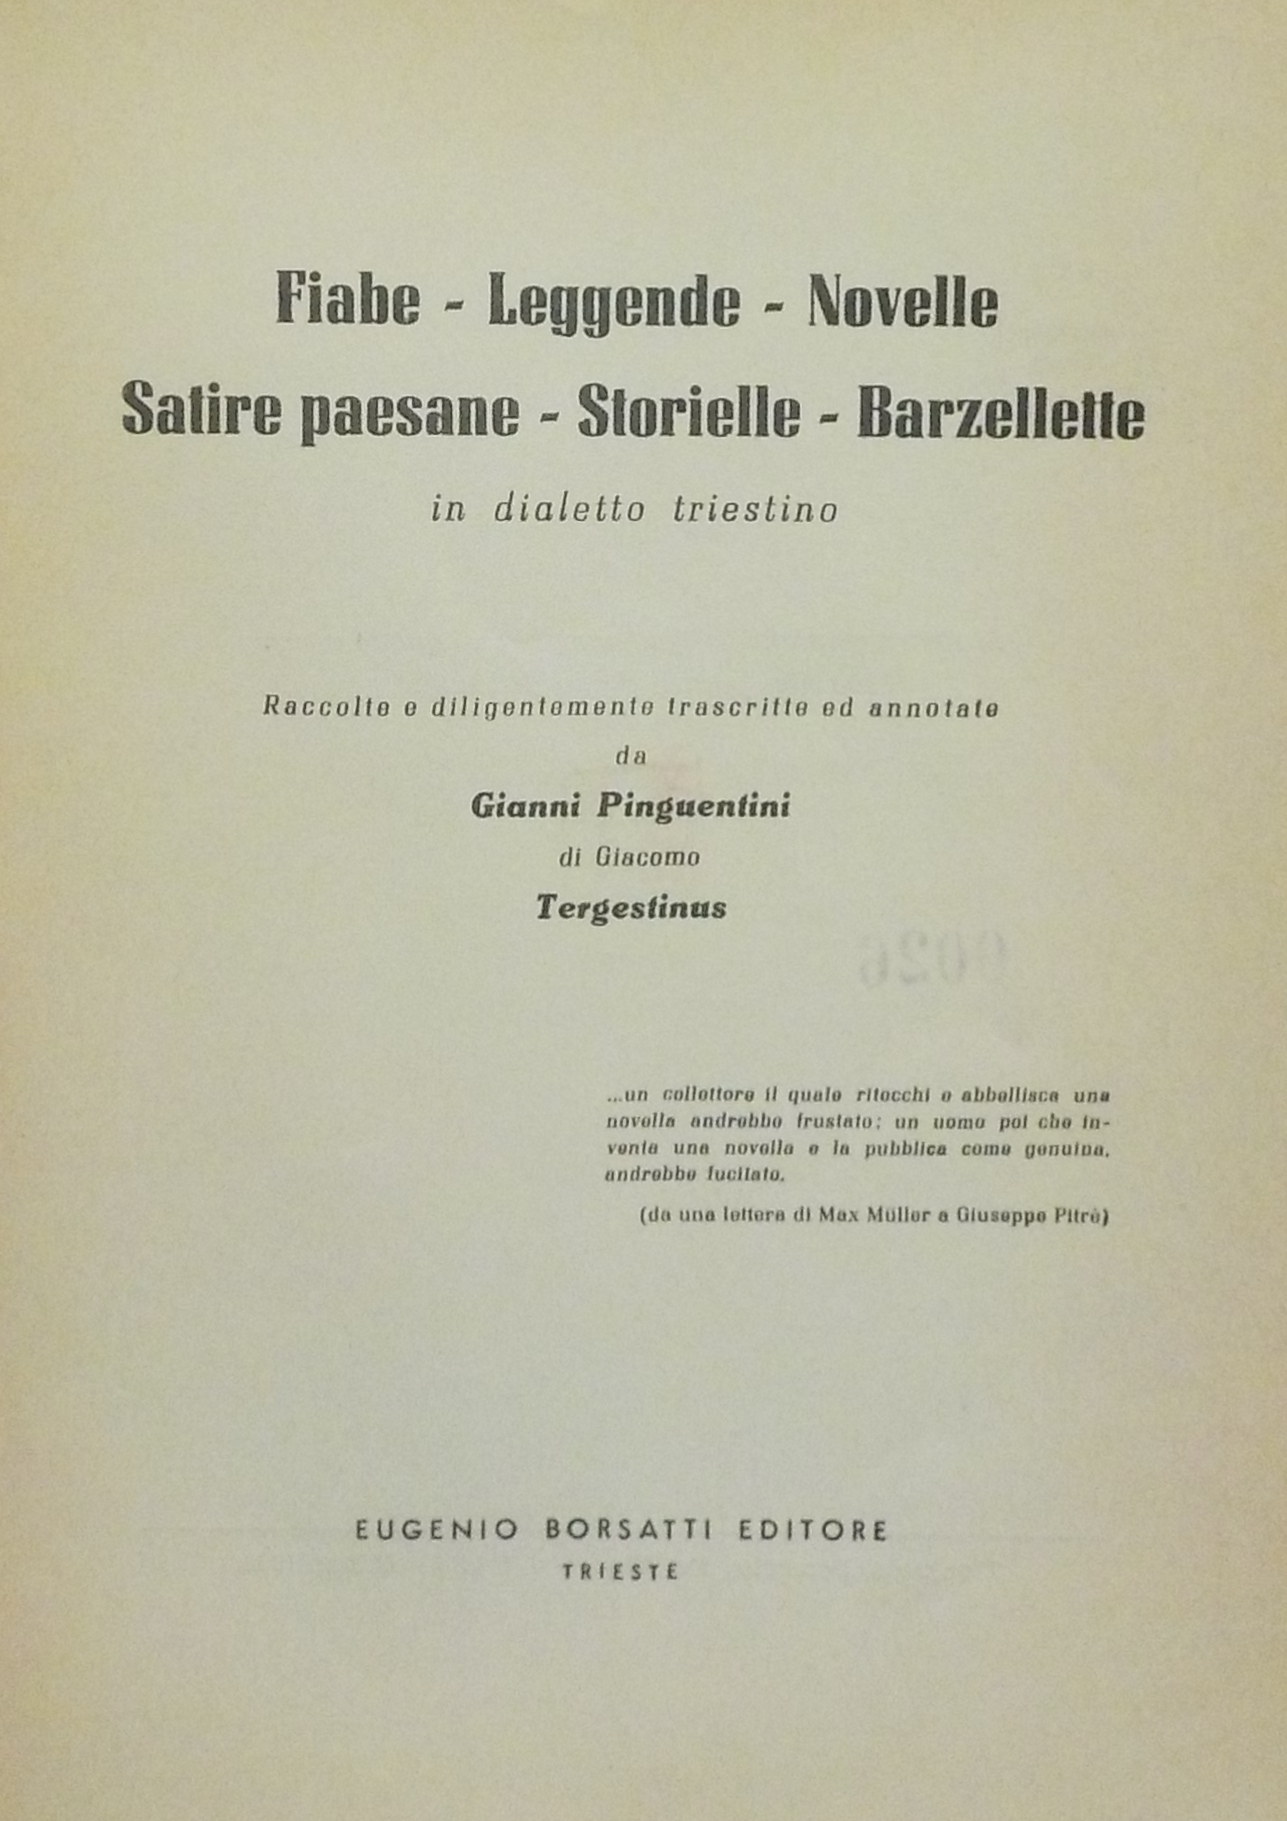 Fiabe - Leggende - Novelle
Satire paesane - Storielle - Barzellette
in dialetto triestino
Raccolte e diligentemente trascritte ed annotate
da
Gianni Pinguentini
di Giacomo
Tergestinus
...un collettore il quale ritocchi e abbellisca una
novella andrebbe frustato; un uomo poi che in-
venta una novella e la pubblica come genuina,
andrebbe fucilato.
(da una lettera di Max Müller a Giuseppe Pitrè)
EUGENIO BORSATTI EDITORE
TRIESTE